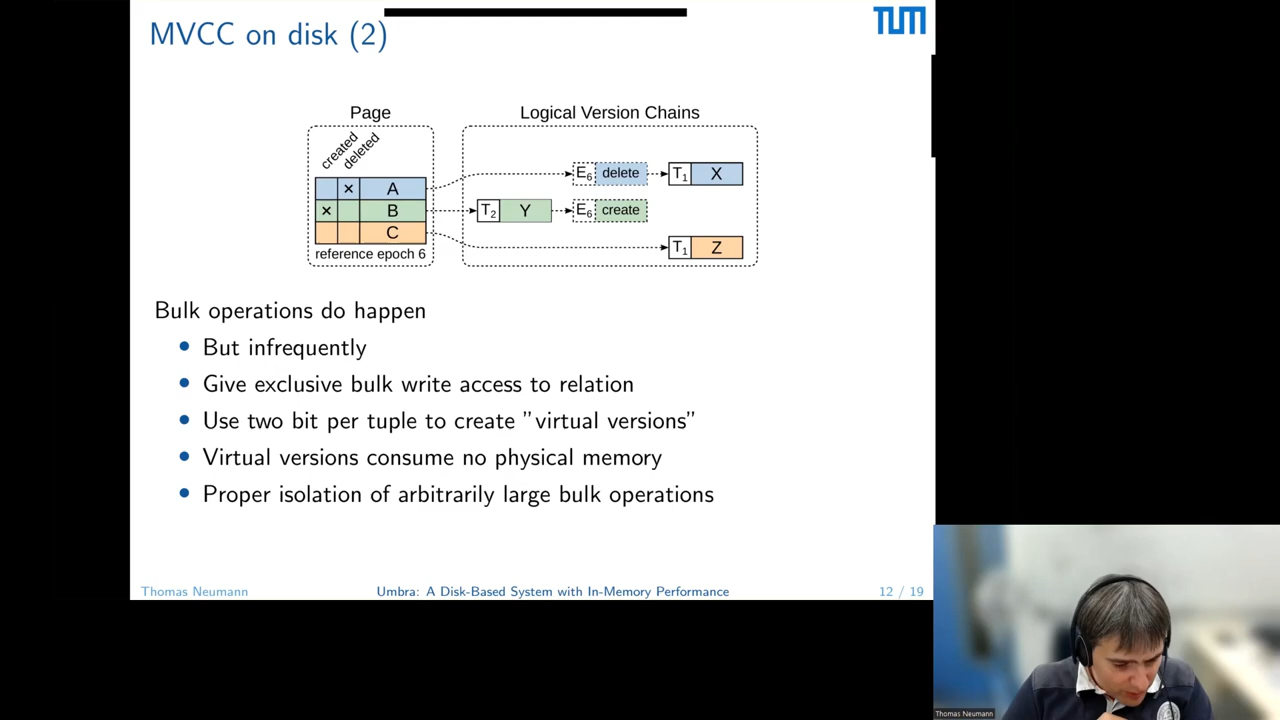 MVCC on disk (2)
TUM
Page
Logical Version Chains
created
deleted
× A
E6 delete
T1 X
× B
T2 Y
E6 create
C
T1 Z
reference epoch 6
Bulk operations do happen
• But infrequently
• Give exclusive bulk write access to relation
• Use two bit per tuple to create ”virtual versions”
• Virtual versions consume no physical memory
• Proper isolation of arbitrarily large bulk operations
Thomas Neumann
Umbra: A Disk-Based System with In-Memory Performance
12 / 19
Thomas Neumann